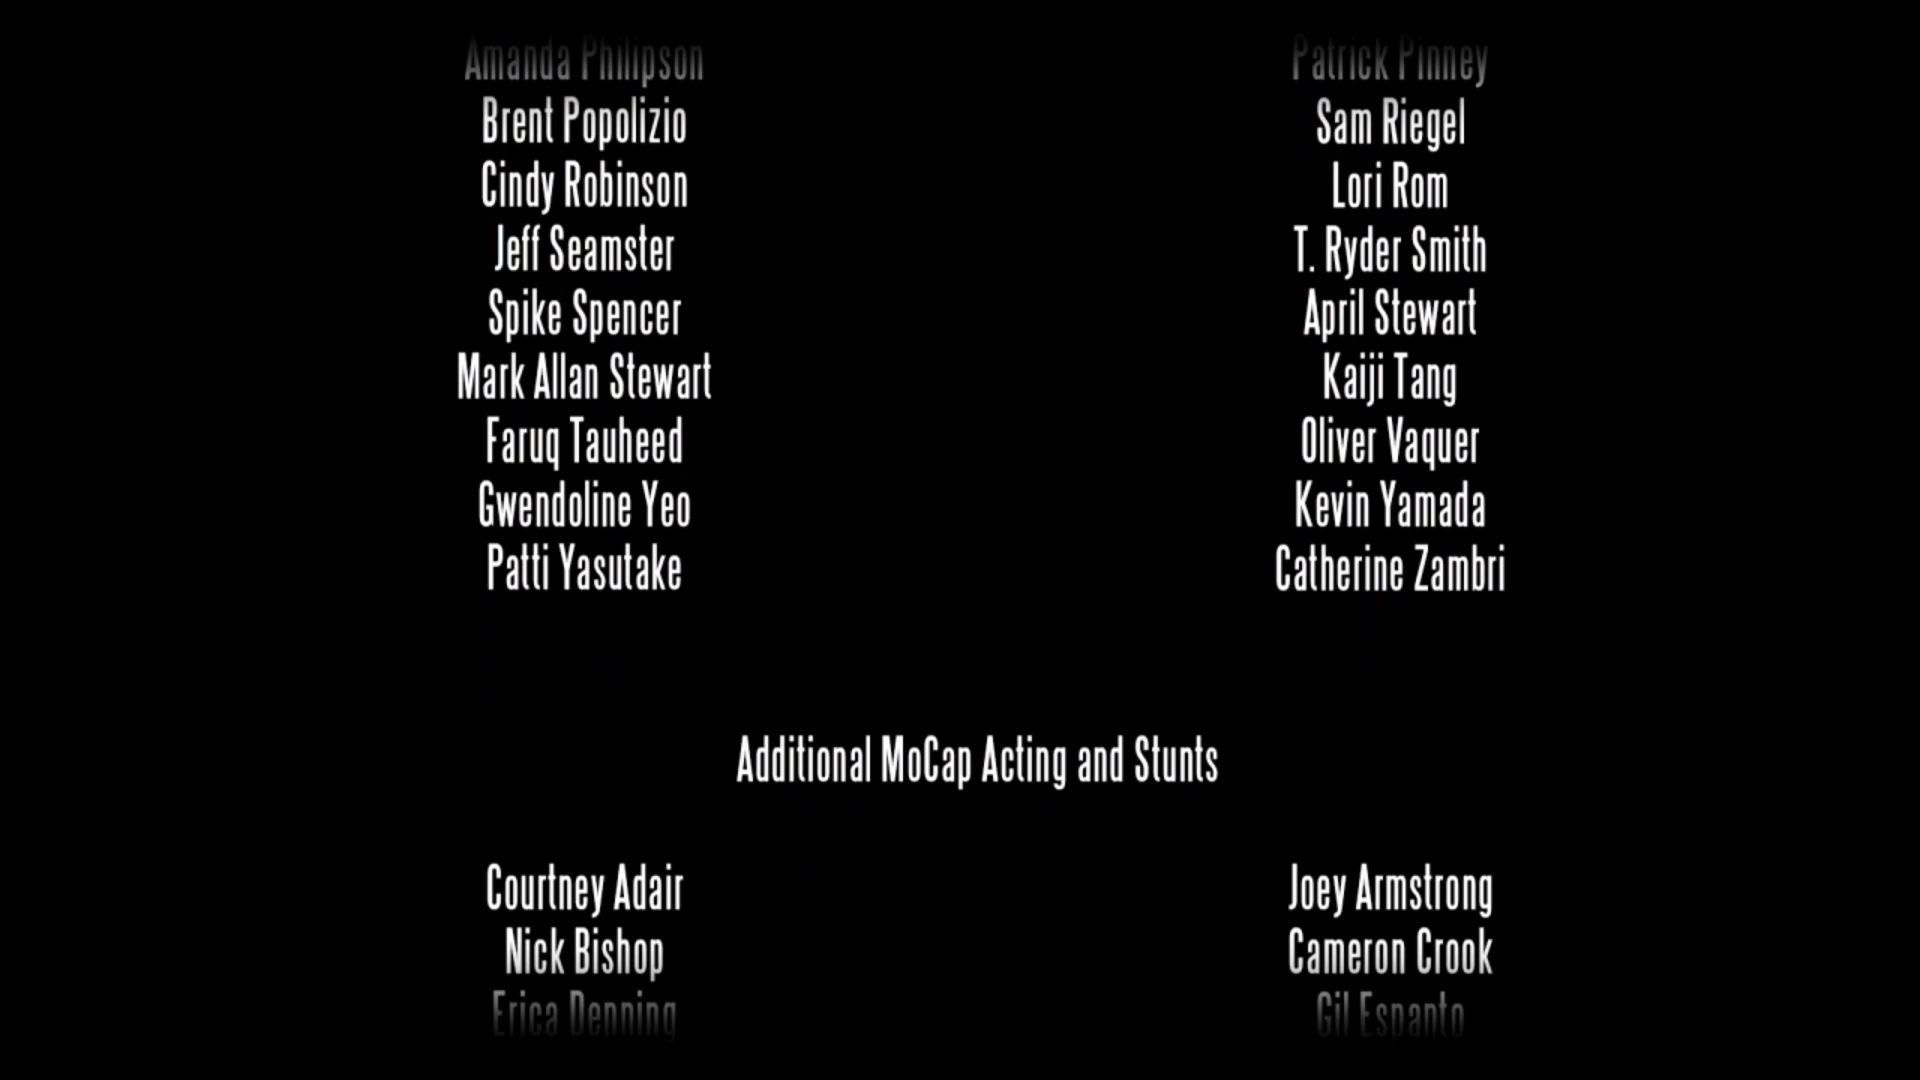 Amanda Philipson Patrick Pinney
Brent Popolizio Sam Riegel
Cindy Robinson Lori Rom
Jeff Seamster T. Ryder Smith
Spike Spencer April Stewart
Mark Allan Stewart Kaiji Tang
Faruq Tauheed Oliver Vaquer
Gwendoline Yeo Kevin Yamada
Patti Yasutake Catherine Zambri
Additional MoCap Acting and Stunts
Courtney Adair Joey Armstrong
Nick Bishop Cameron Crook
Erica Denning Gil Espanto